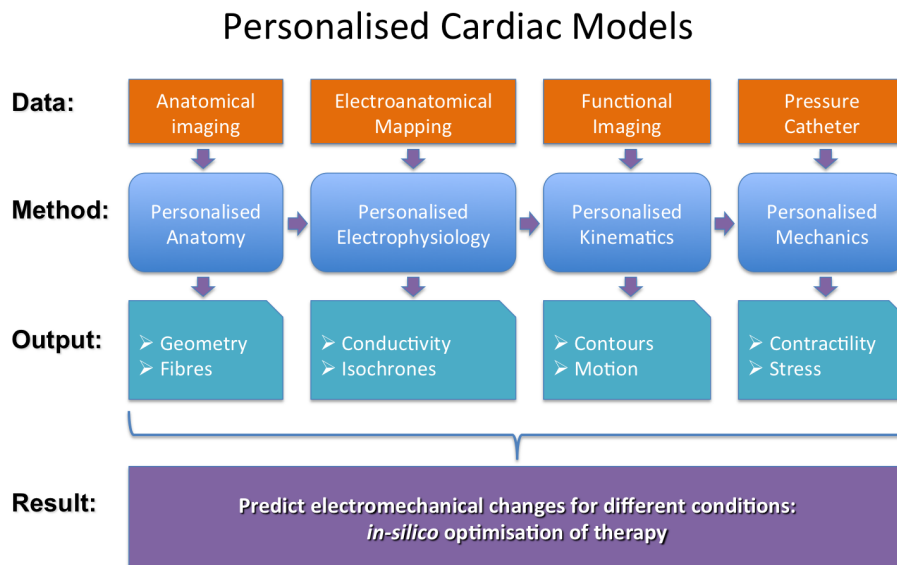 Personalised Cardiac Models
Data:
Anatomical
imaging
Electroanatomical
Mapping
Functional
Imaging
Pressure
Catheter
Method:
Personalised
Anatomy
Personalised
Electrophysiology
Personalised
Kinematics
Personalised
Mechanics
Output:
➢ Geometry
➢ Fibres
➢ Conductivity
➢ Isochrones
➢ Contours
➢ Motion
➢ Contractility
➢ Stress
Result:
Predict electromechanical changes for different conditions:
in-silico optimisation of therapy